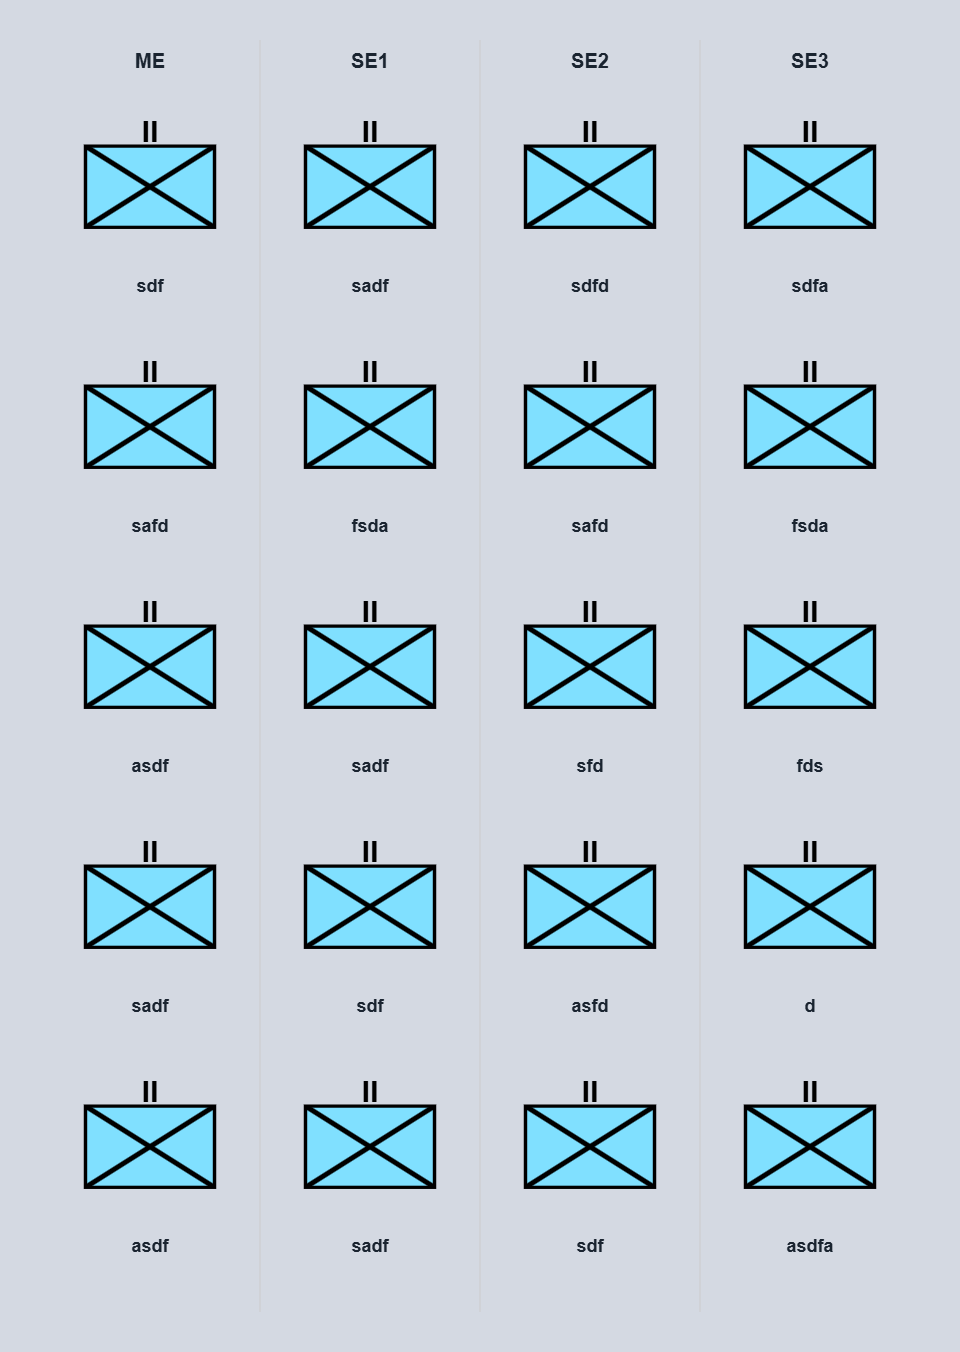 ME SE1 SE2 SE3
II II II II
sdf sadf sdfd sdfa
II II II II
safd fsda safd fsda
II II II II
asdf sadf sfd fds
II II II II
sadf sdf asfd d
II II II II
asdf sadf sdf asdfa